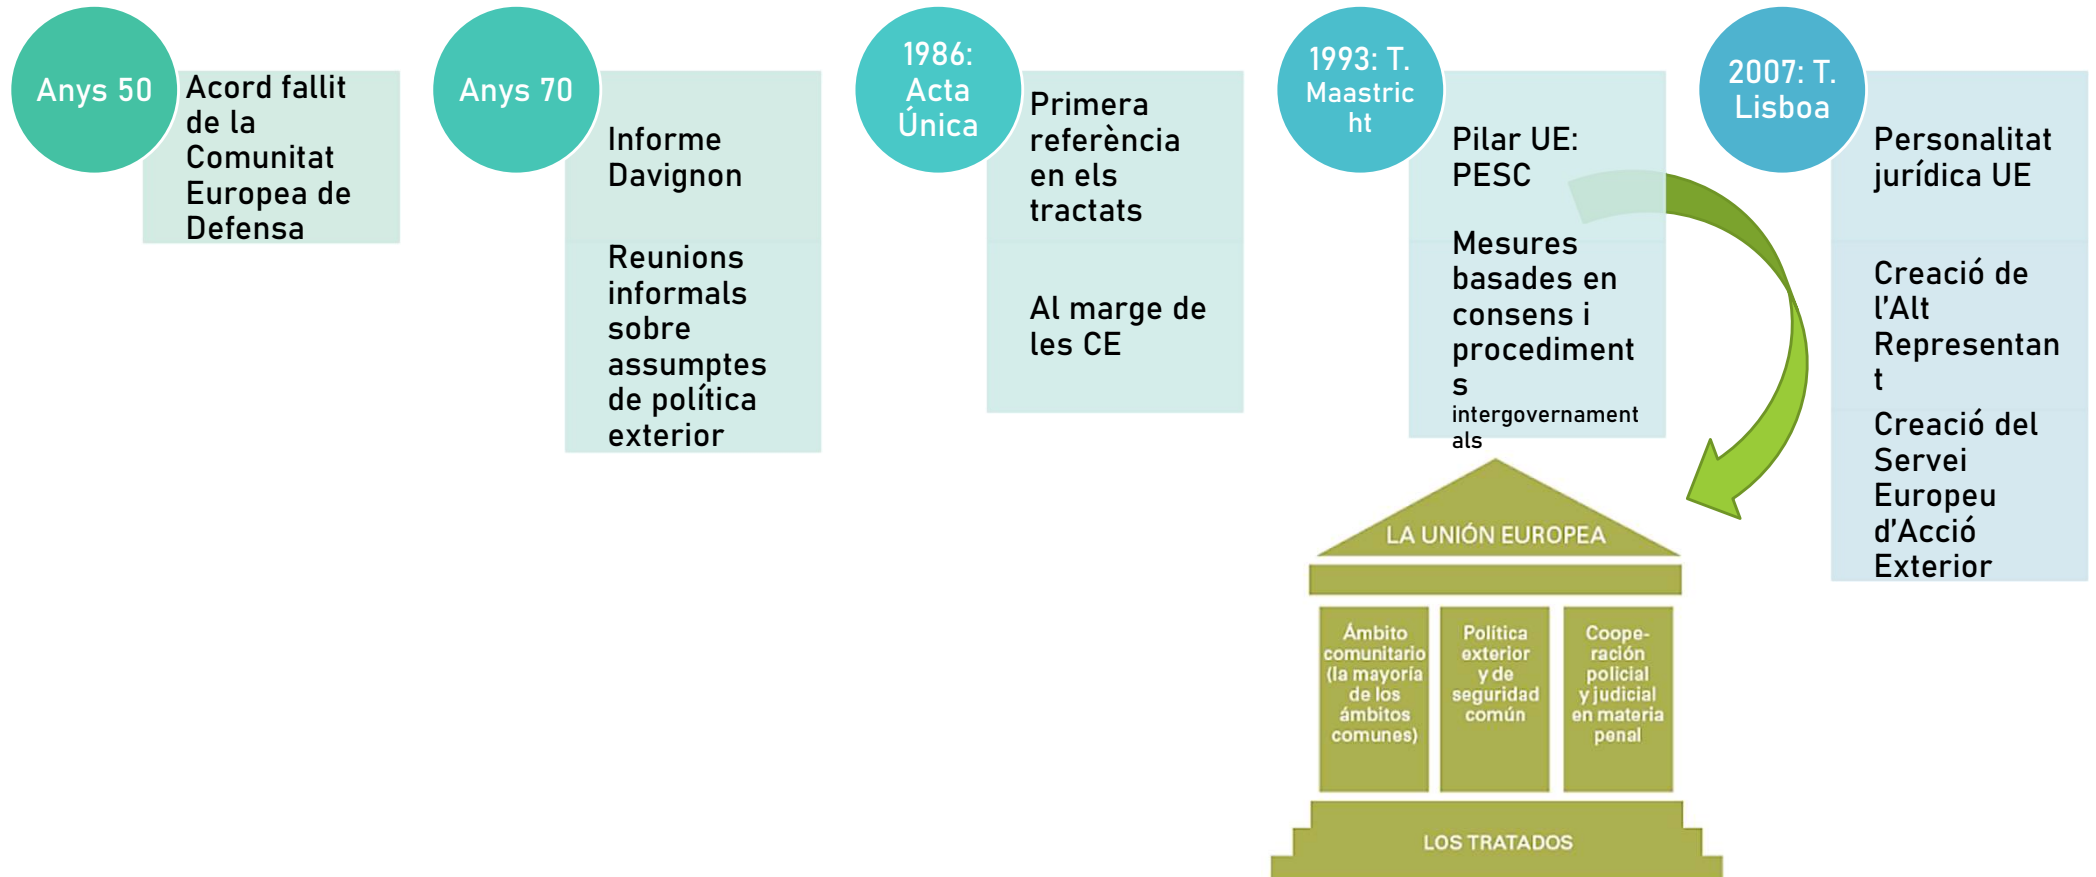 Anys 50
Acord fallit
de la
Comunitat
Europea de
Defensa
Anys 70
Informe
Davignon
Reunions
informals
sobre
assumptes
de política
exterior
1986:
Acta
Única
Primera
referència
en els
tractats
Al marge de
les CE
1993: T.
Maastric
ht
Pilar UE:
PESC
Mesures
basades en
consens i
procediment
s
intergovernament
als
2007: T.
Lisboa
Personalitat
jurídica UE
Creació de
l’Alt
Representan
t
Creació del
Servei
Europeu
d’Acció
Exterior
LA UNIÓN EUROPEA
Ámbito
comunitario
(la mayoría
de los
ámbitos
comunes)
Política
exterior
y de
seguridad
común
Coope-
ración
policial
y judicial
en materia
penal
LOS TRATADOS